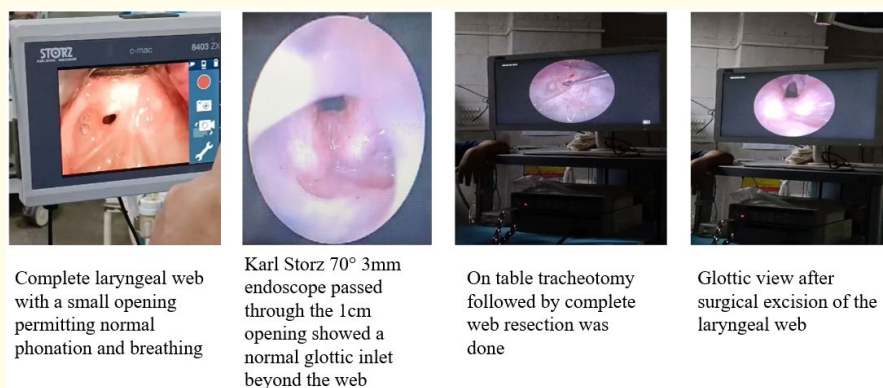 STORZ
c-mac
8403 ZX
Complete laryngeal web
with a small opening
permitting normal
phonation and breathing
Karl Storz 70° 3mm
endoscope passed
through the 1cm
opening showed a
normal glottic inlet
beyond the web
On table tracheotomy
followed by complete
web resection was
done
Glottic view after
surgical excision of the
laryngeal web